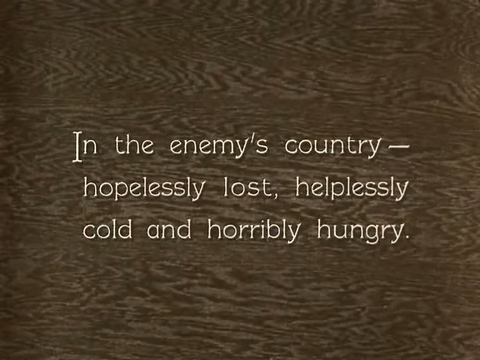 In the enemy's country —
hopelessly lost, helplessly
cold and horribly hungry.